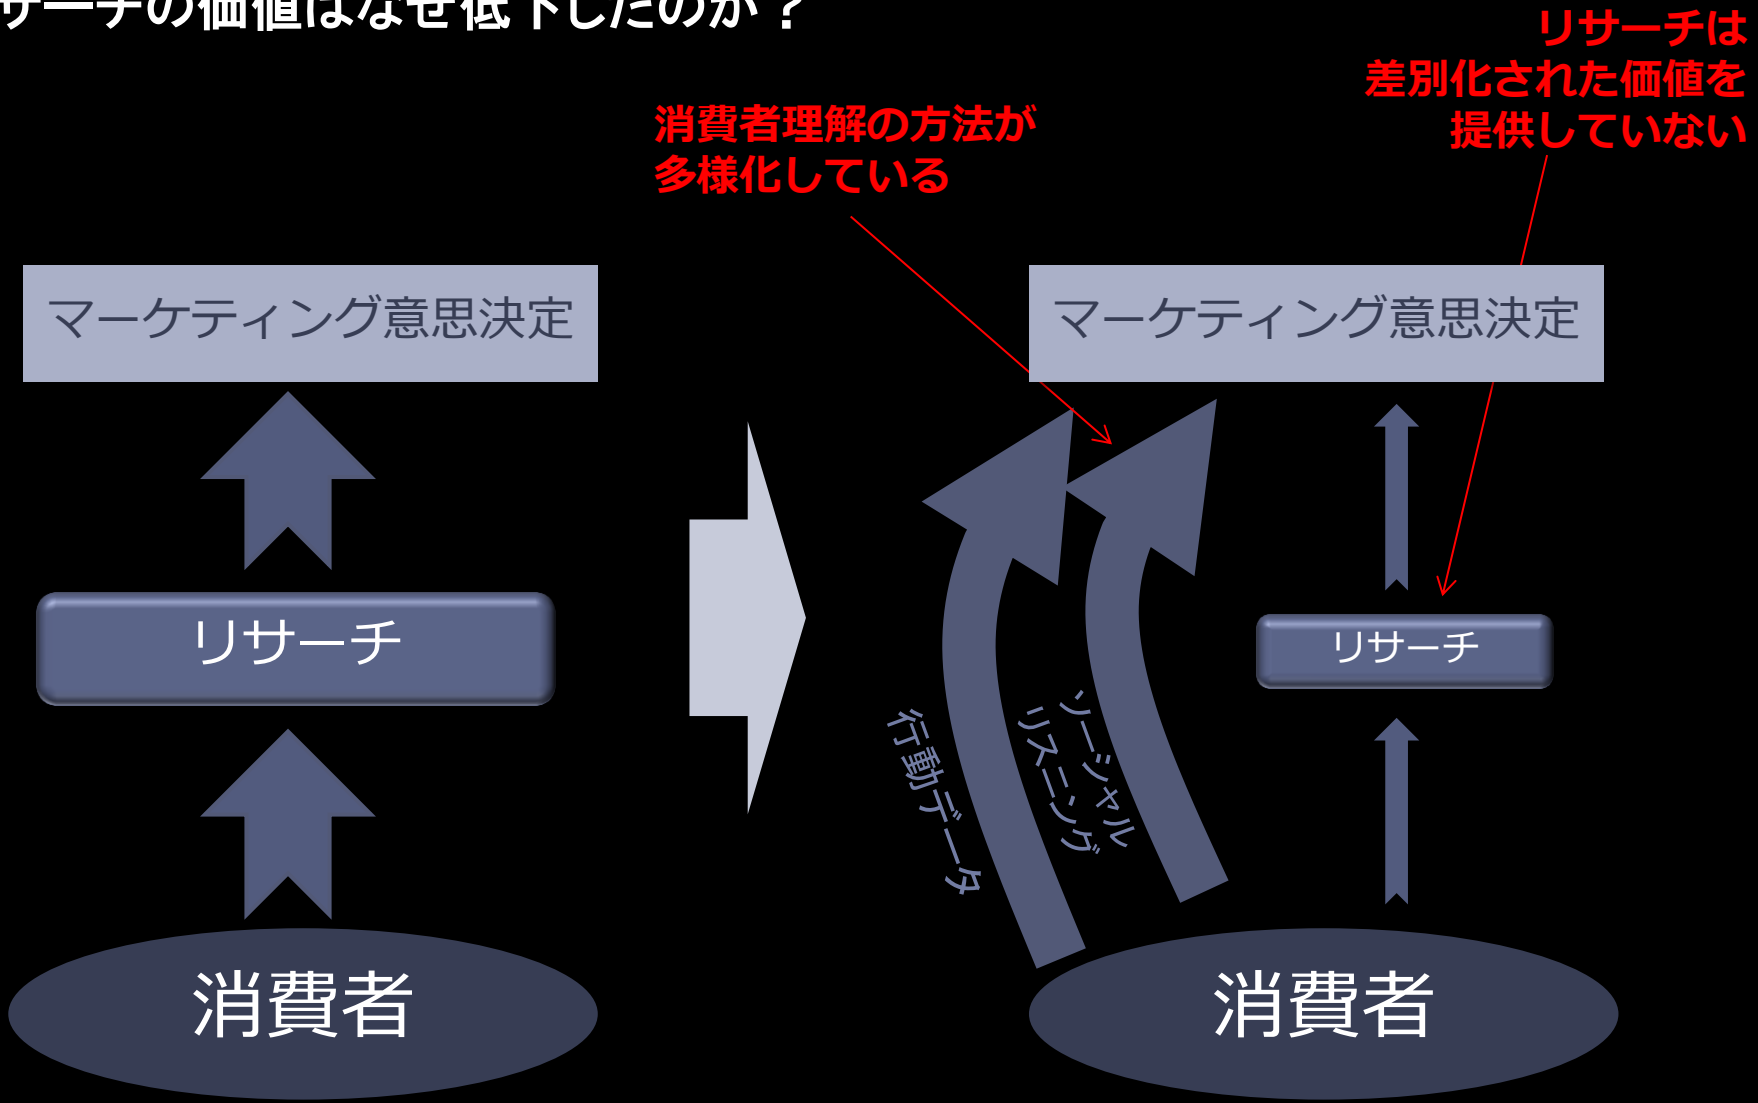 サーチの価値はなぜ低下したのか？
リサーチは
差別化された価値を
提供していない
消費者理解の方法が
多様化している
マーケティング意思決定
リサーチ
消費者
マーケティング意思決定
行動データ
ソーシャル
リスニング
リサーチ
消費者